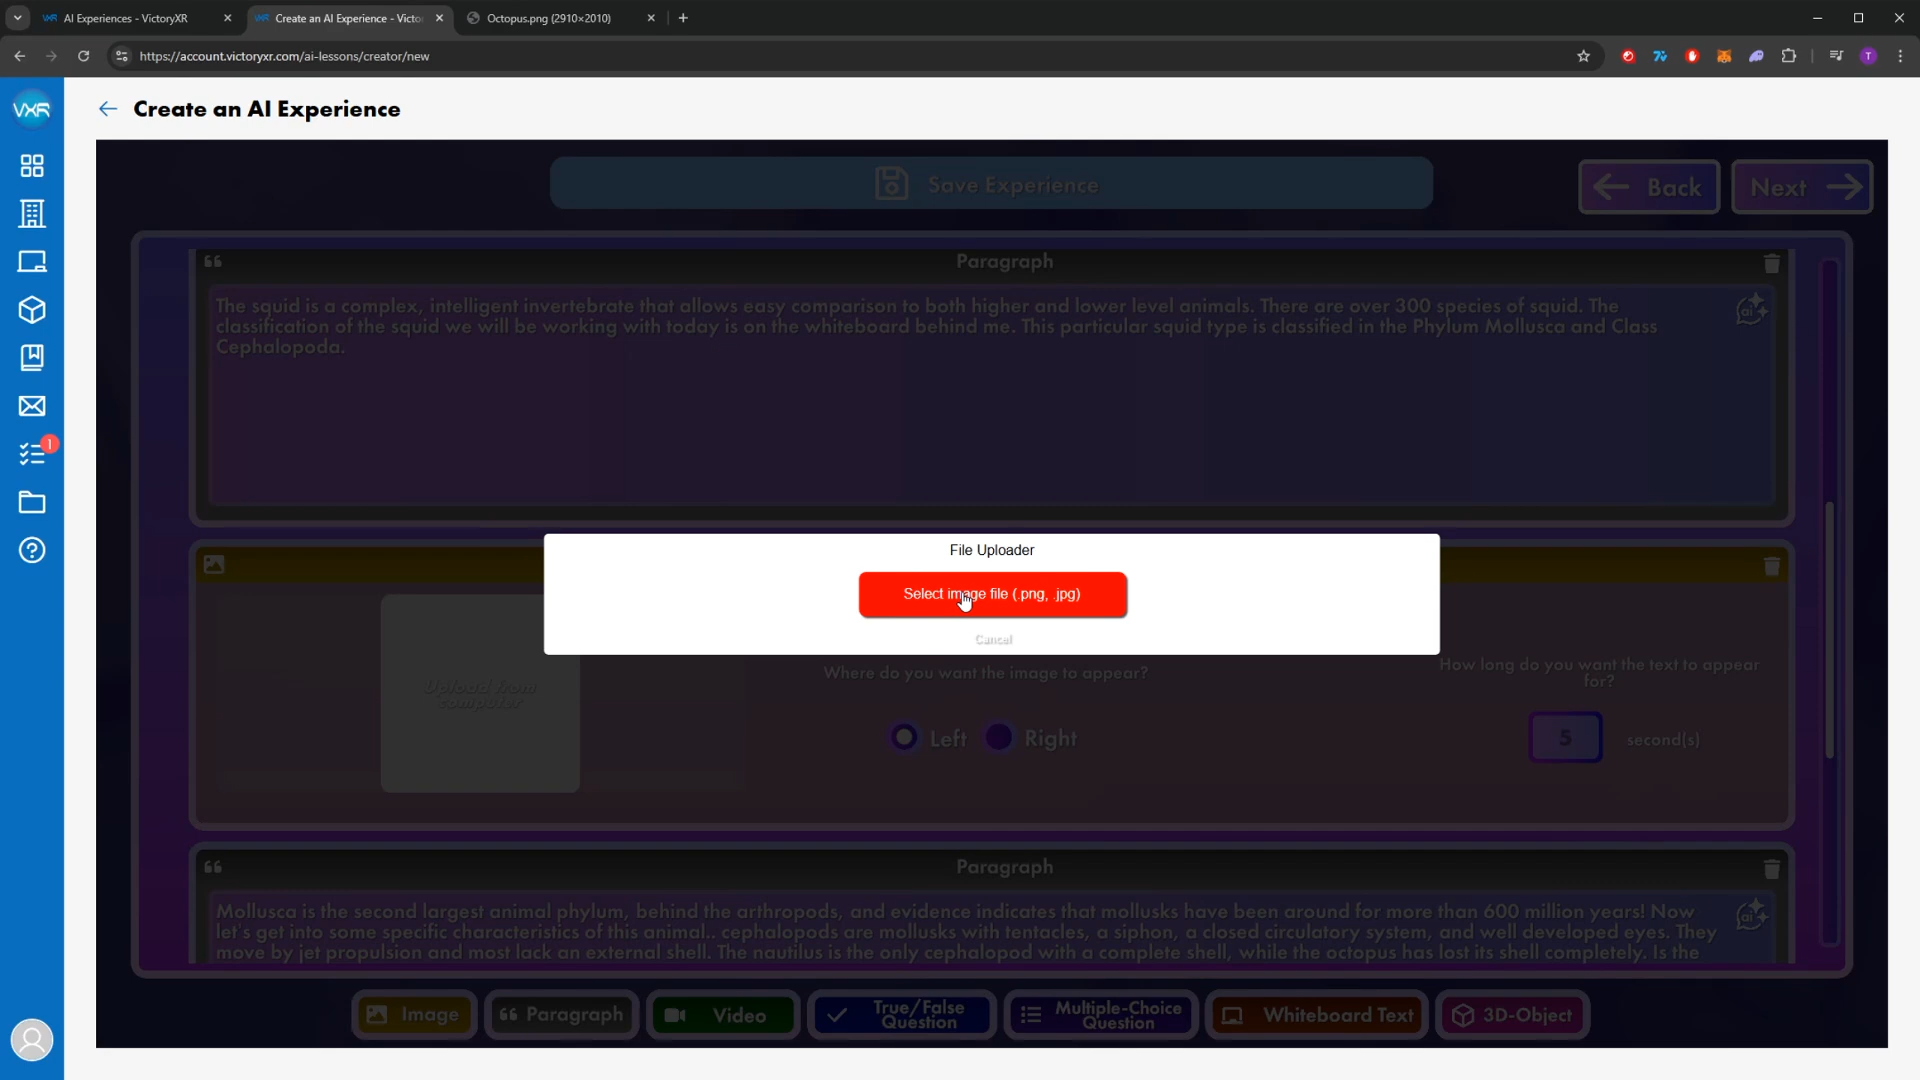 AI Experiences - VictoryXR
Create an AI Experience - Victo
Octopus.png (2910×2010)
https://account.victoryxr.com/ai-lessons/creator/new
T
VXR
Create an AI Experience
Save Experience
Back
Next
Paragraph
The squid is a complex, intelligent invertebrate that allows easy comparison to both higher and lower level animals. There are over 300 species of squid. The
classification of the squid we will be working with today is on the whiteboard behind me. This particular squid type is classified in the Phylum Mollusca and Class
Cephalopoda.
ai
1
File Uploader
Select image file (.png, .jpg)
Cancel
Upload from
computer
Where do you want the image to appear?
Left
Right
How long do you want the text to appear
for?
5
second(s)
Paragraph
Mollusca is the second largest animal phylum, behind the arthropods, and evidence indicates that mollusks have been around for more than 600 million years! Now
let's get into some specific characteristics of this animal.. cephalopods are mollusks with tentacles, a siphon, a closed circulatory system, and well developed eyes. They
move by jet propulsion and most lack an external shell. The nautilus is the only cephalopod with a complete shell, while the octopus has lost its shell completely. Is the
ai
Image
Paragraph
Video
True/False
Question
Multiple-Choice
Question
Whiteboard Text
3D-Object